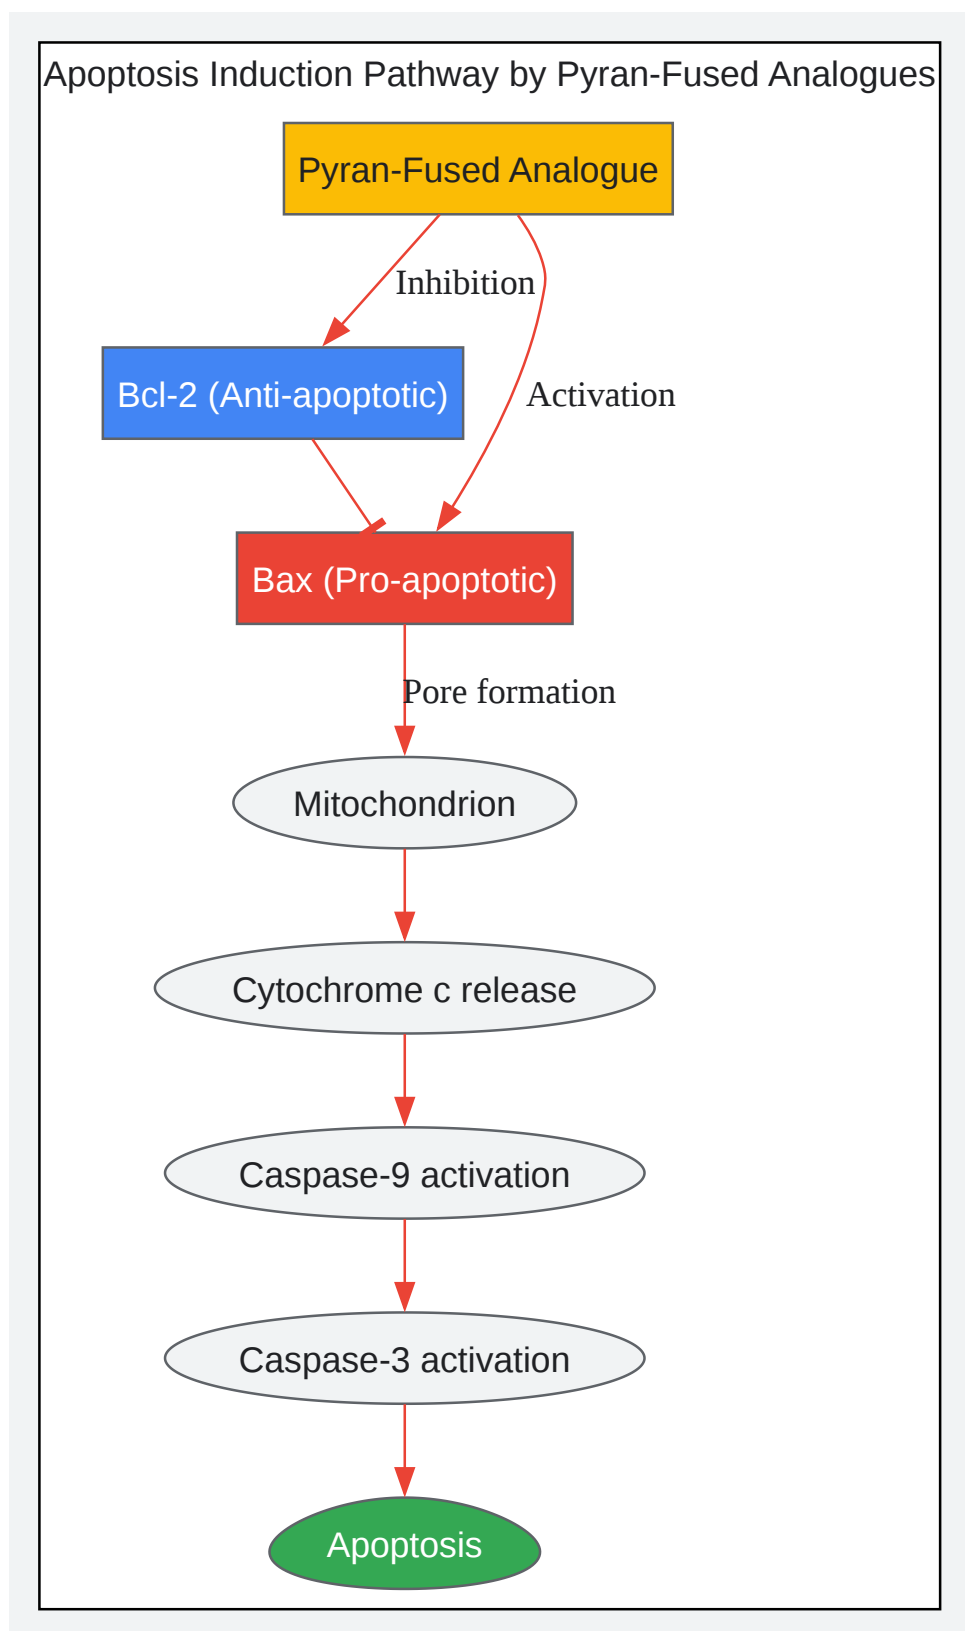 Apoptosis Induction Pathway by Pyran-Fused Analogues
Pyran-Fused Analogue
Inhibition
Bcl-2 (Anti-apoptotic)
Activation
Bax (Pro-apoptotic)
Pore formation
Mitochondrion
Cytochrome c release
Caspase-9 activation
Caspase-3 activation
Apoptosis